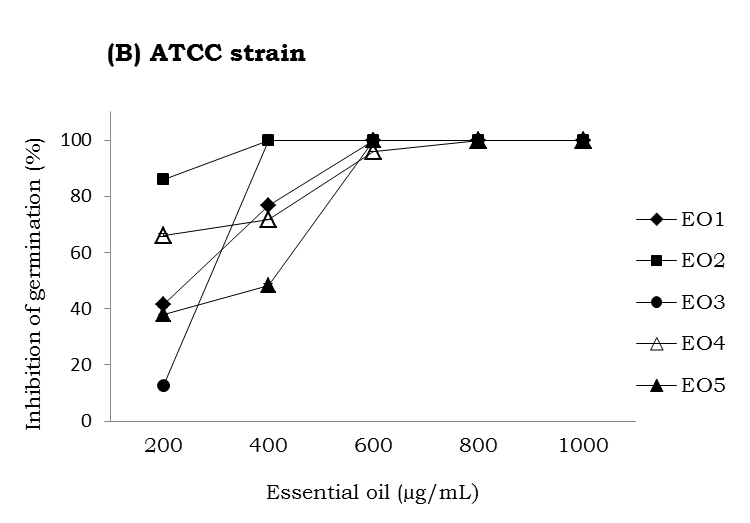 (B) ATCC strain
Inhibition of germination (%)
100
80
60
40
20
0
200 400 600 800 1000
Essential oil (µg/mL)
EO1
EO2
EO3
EO4
EO5